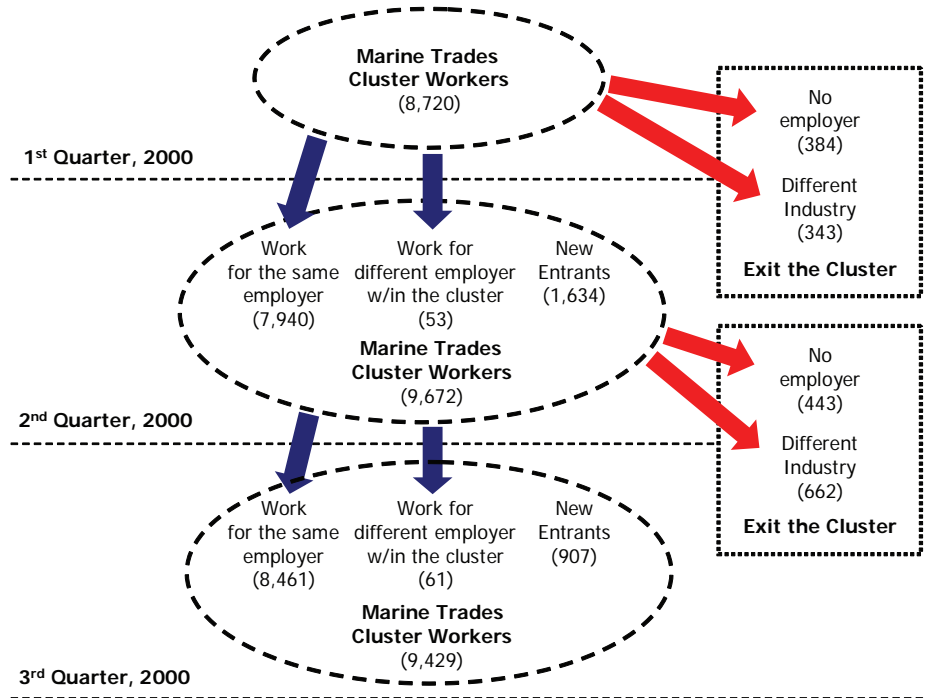 Marine Trades
Cluster Workers
(8,720)
No
employer
(384)
Different
Industry
(343)
Exit the Cluster
1st Quarter, 2000
Work
for the same
employer
(7,940)
Work for
different employer
w/in the cluster
(53)
New
Entrants
(1,634)
Marine Trades
Cluster Workers
(9,672)
No
employer
(443)
Different
Industry
(662)
Exit the Cluster
2nd Quarter, 2000
Work
for the same
employer
(8,461)
Work for
different employer
w/in the cluster
(61)
New
Entrants
(907)
Marine Trades
Cluster Workers
(9,429)
3rd Quarter, 2000